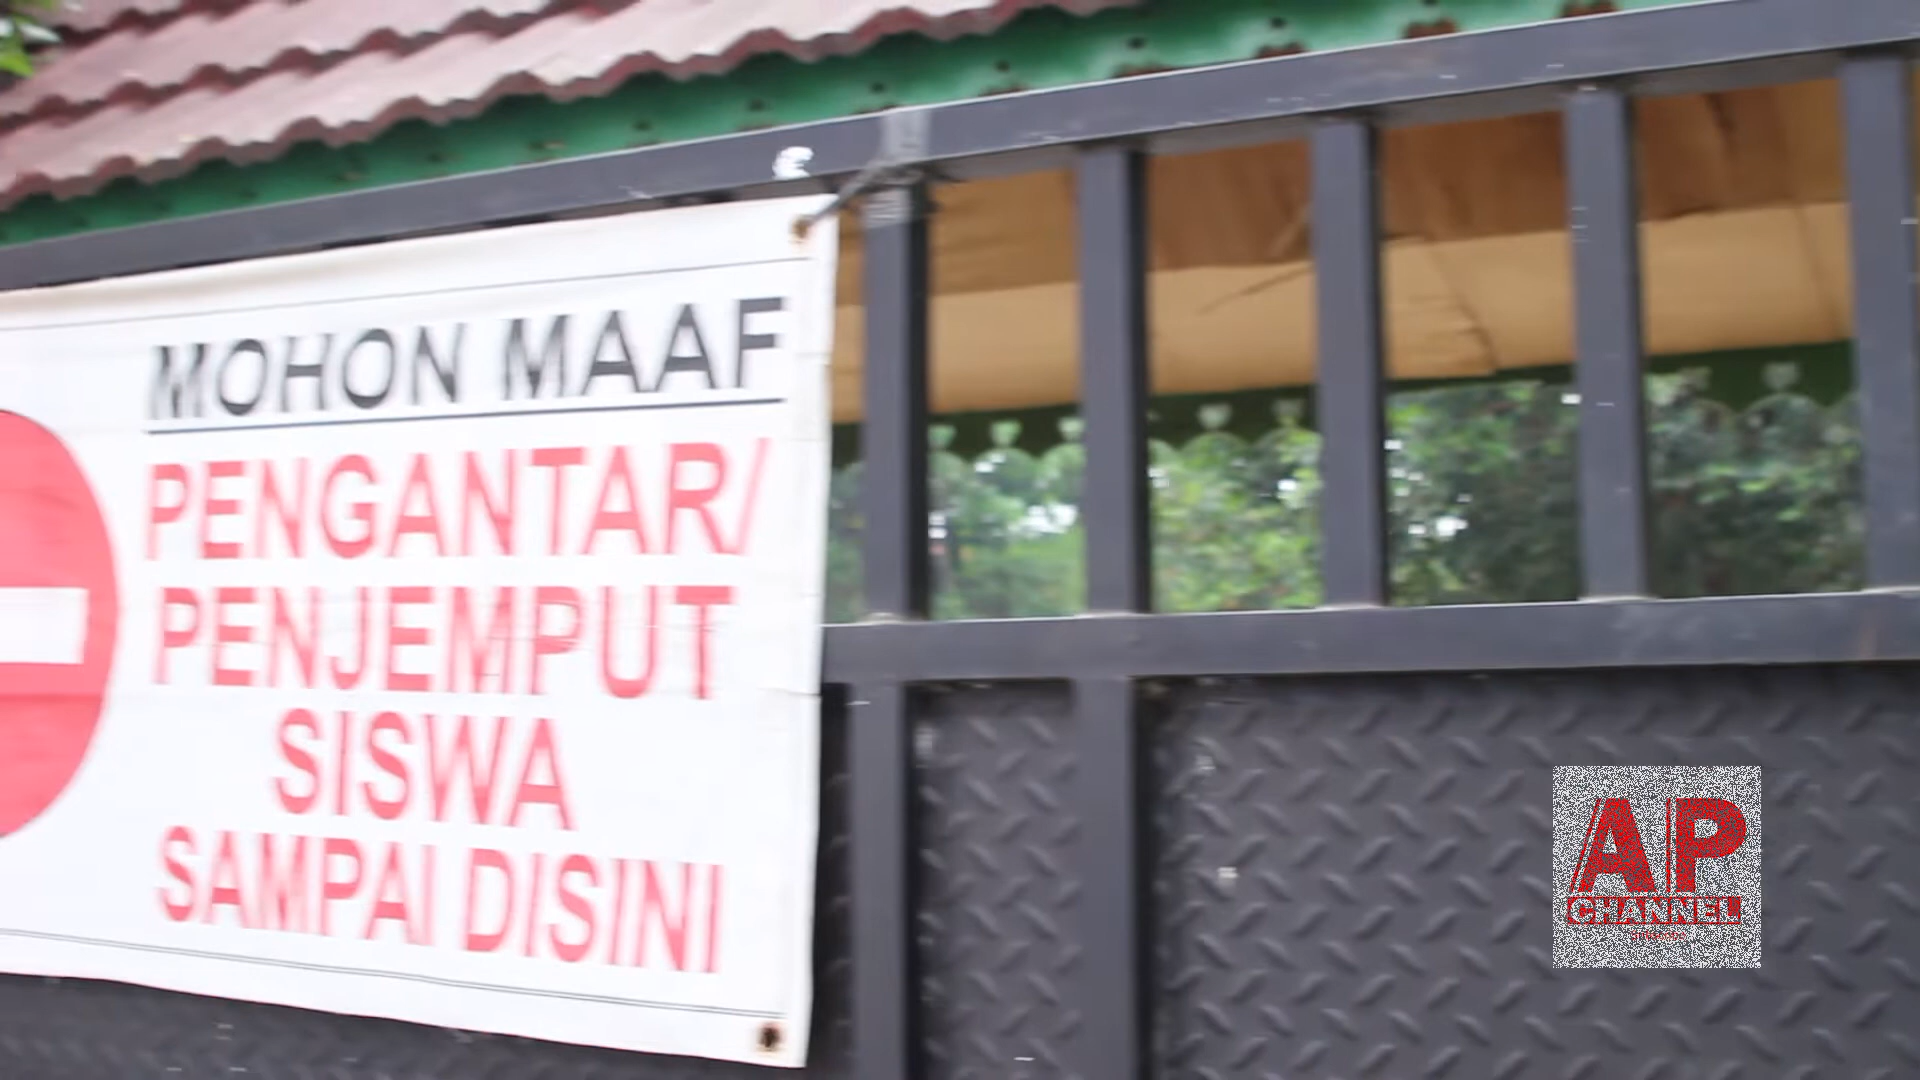 MOHON MAAF
PENGANTAR/
PENJEMPUT
SISWA
SAMPAI DISINI
AP
CHANNEL